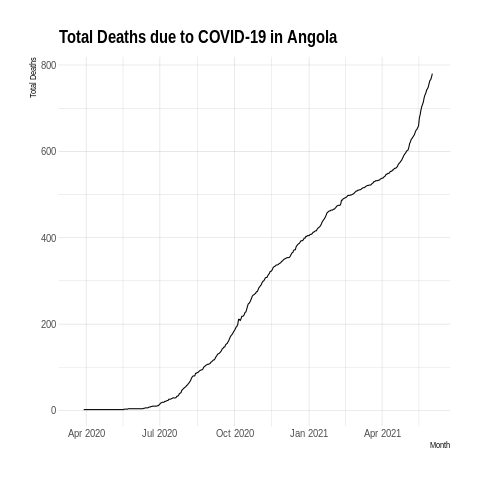 Total Deaths due to COVID-19 in Angola
Total Deaths
800
600
400
200
0
Apr 2020 Jul 2020 Oct 2020 Jan 2021 Apr 2021
Month